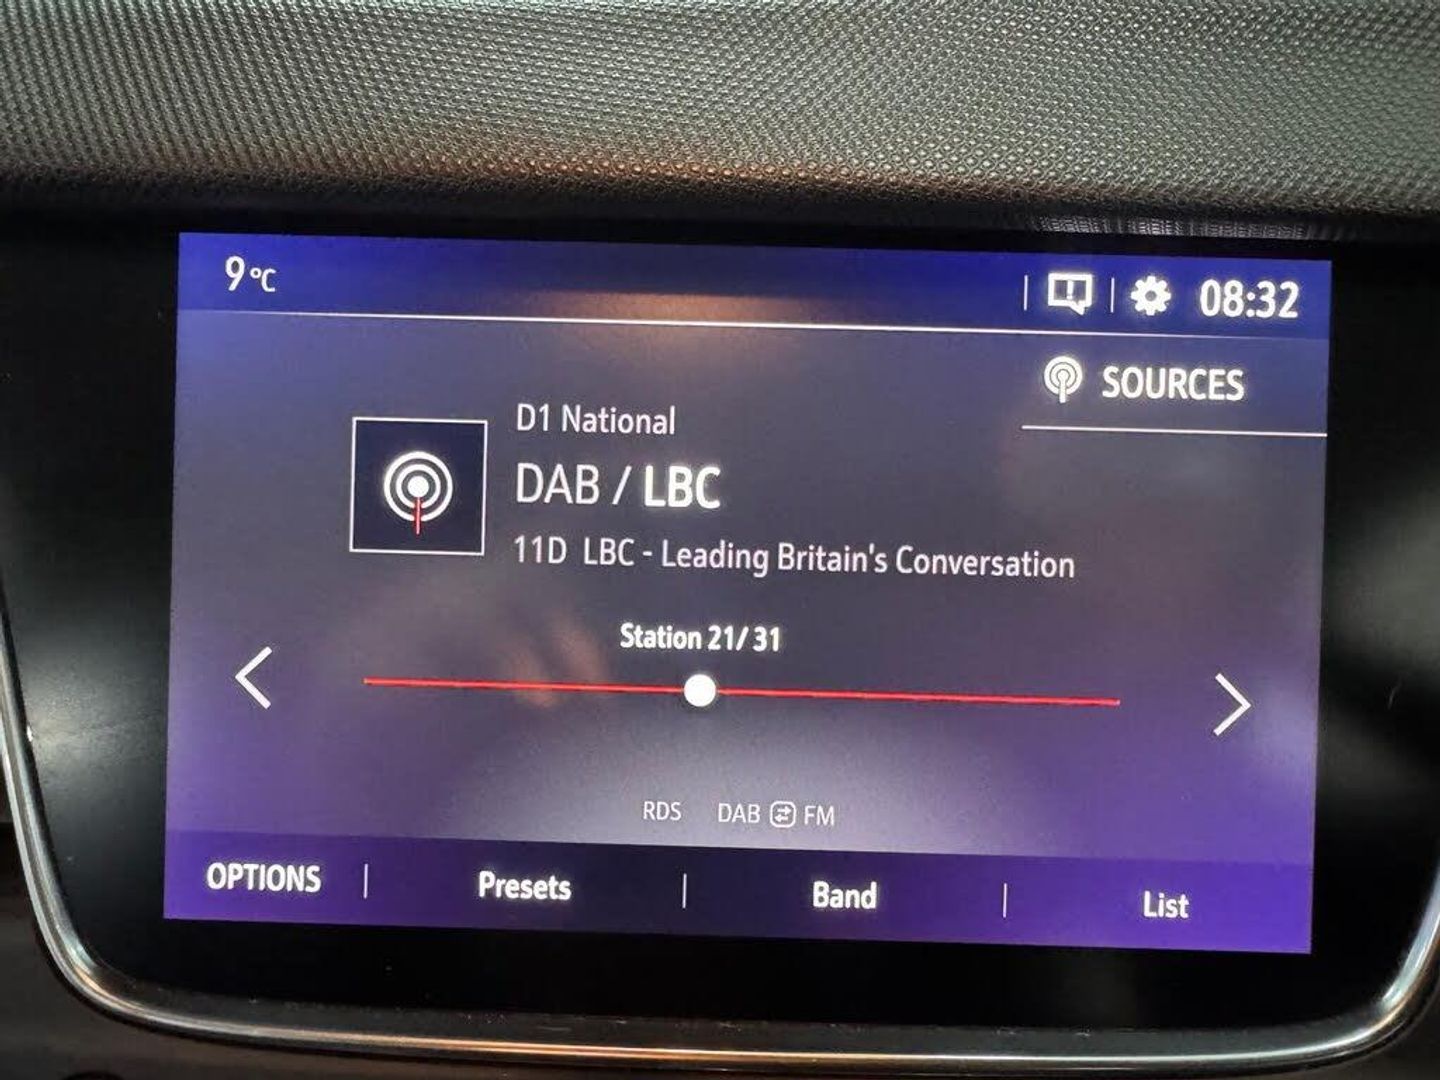 9°C
08:32
SOURCES
D1 National
DAB / LBC
11D LBC - Leading Britain's Conversation
Station 21/ 31
RDS DAB FM
OPTIONS Presets Band List